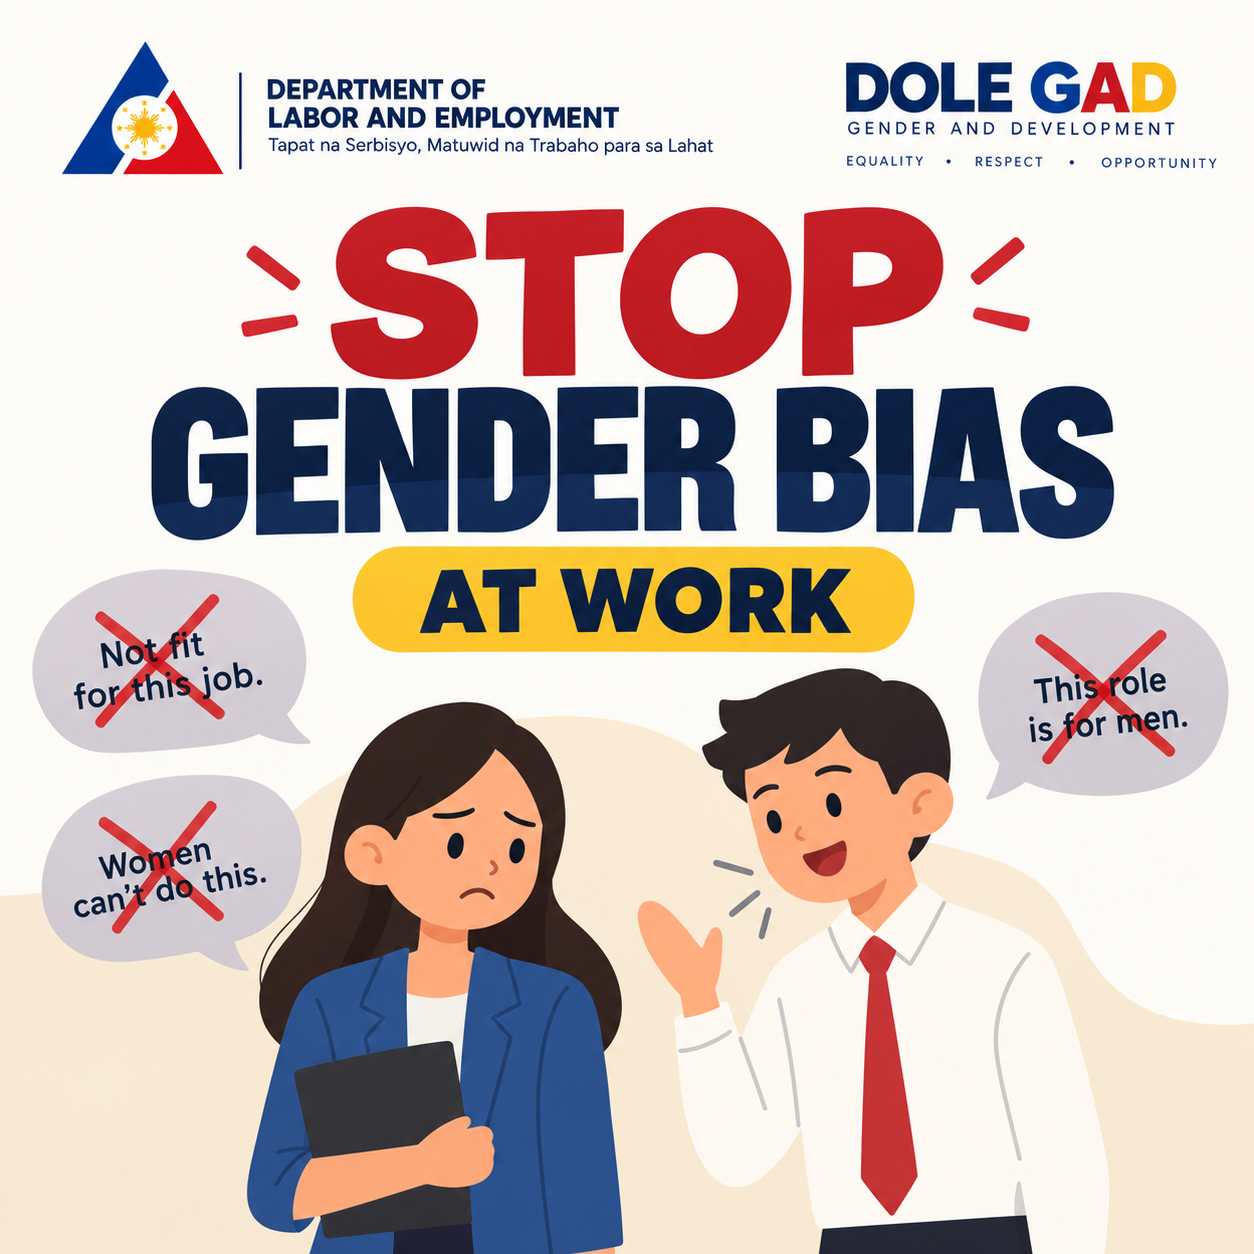 DEPARTMENT OF
LABOR AND EMPLOYMENT
Tapat na Serbisyo, Matuwid na Trabaho para sa Lahat
DOLE GAD
GENDER AND DEVELOPMENT
EQUALITY • RESPECT • OPPORTUNITY
STOP
GENDER BIAS
AT WORK
Not fit
for this job.
This role
is for men.
Women
can't do this.